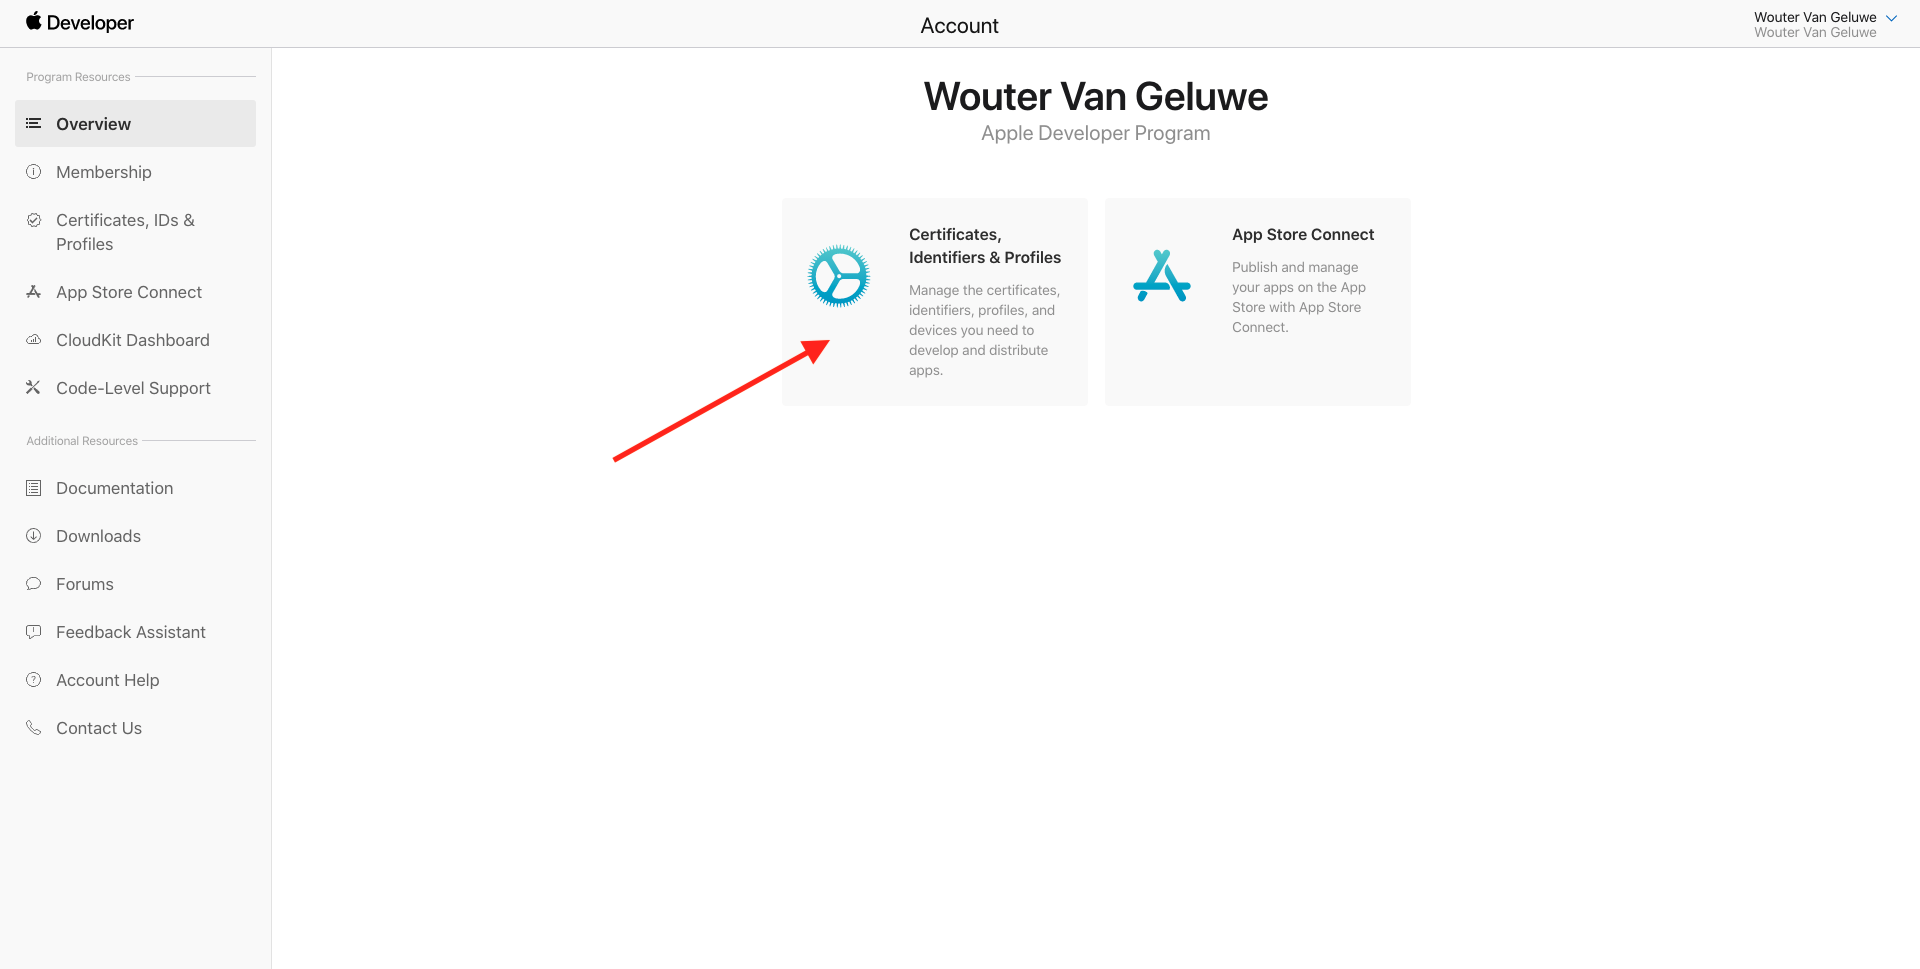 Developer
Account
Wouter Van Geluwe
Wouter Van Geluwe
Program Resources
Overview
Membership
Certificates, IDs &
Profiles
App Store Connect
CloudKit Dashboard
Code-Level Support
Additional Resources
Documentation
Downloads
Forums
Feedback Assistant
Account Help
Contact Us
Wouter Van Geluwe
Apple Developer Program
Certificates,
Identifiers & Profiles
Manage the certificates,
identifiers, profiles, and
devices you need to
develop and distribute
apps.
App Store Connect
Publish and manage
your apps on the App
Store with App Store
Connect.